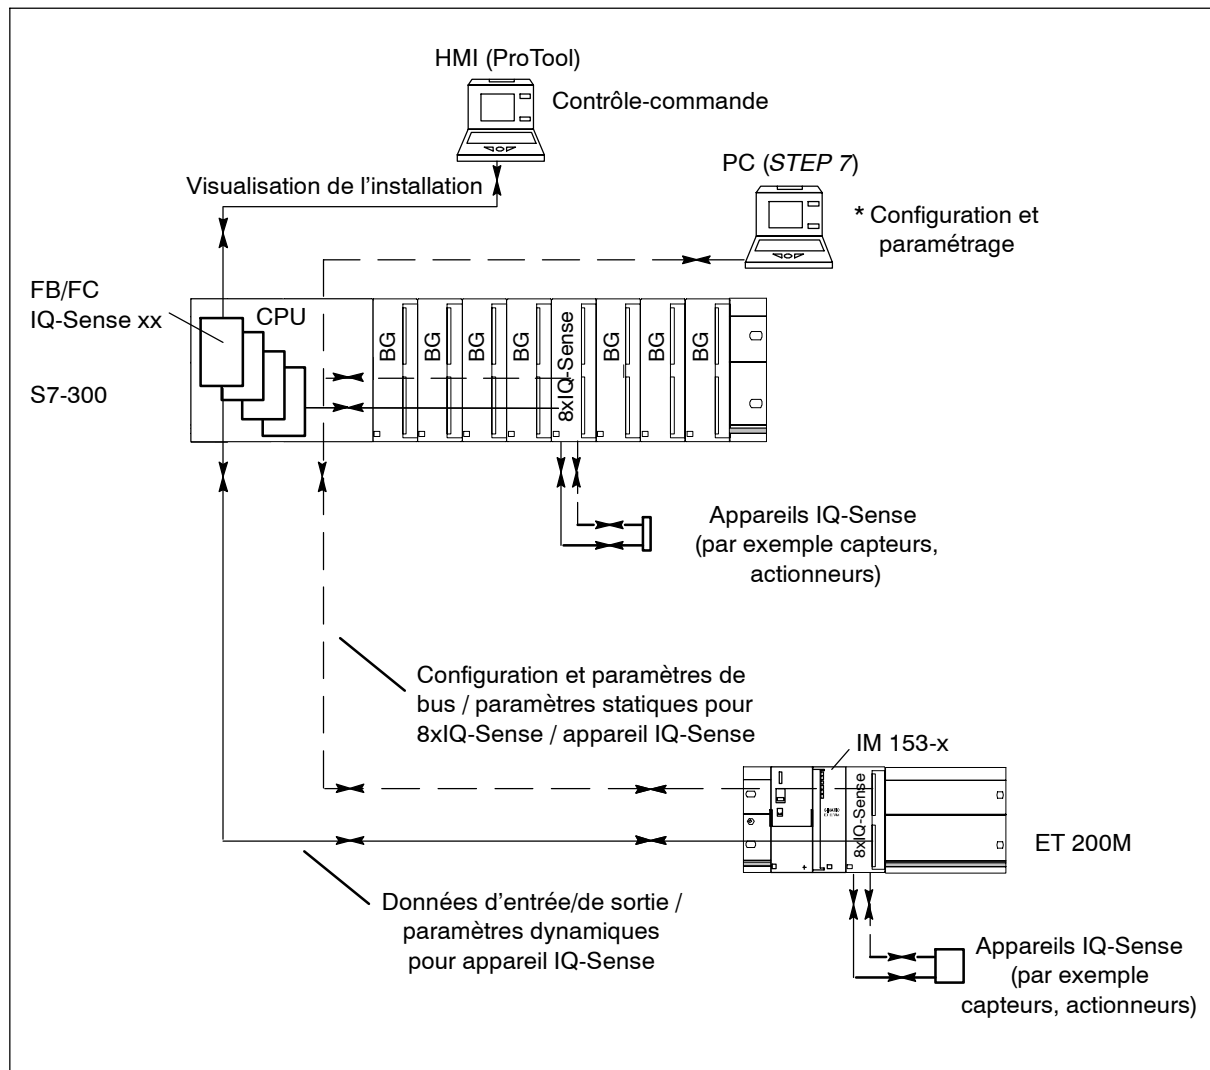 HMI (ProTool)
Contrôle-commande
PC (STEP 7)
Visualisation de l'installation
* Configuration et
paramétrage
FB/FC
IQ-Sense xx
CPU
BG
BG
BG
BG
8xIQ-Sense
BG
BG
BG
S7-300
Appareils IQ-Sense
(par exemple capteurs,
actionneurs)
Configuration et paramètres de
bus / paramètres statiques pour
8xIQ-Sense / appareil IQ-Sense
IM 153-x
8xIQ-Sense
ET 200M
Données d'entrée/de sortie /
paramètres dynamiques
pour appareil IQ-Sense
Appareils IQ-Sense
(par exemple
capteurs, actionneurs)